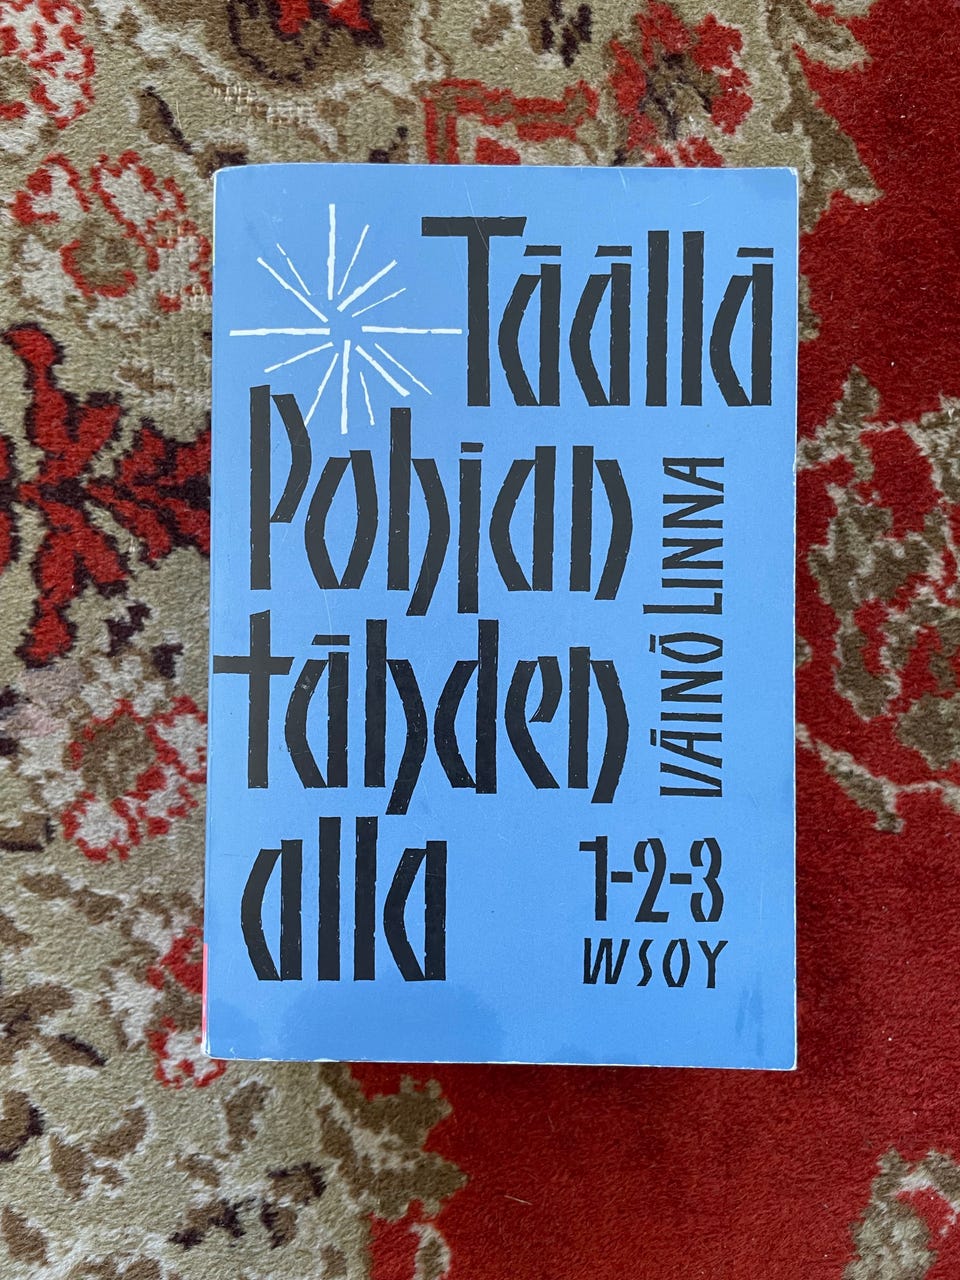 Täällä
Pohjan
tähden
alla
VÄINÖ LINNA
1-2-3
WSOY